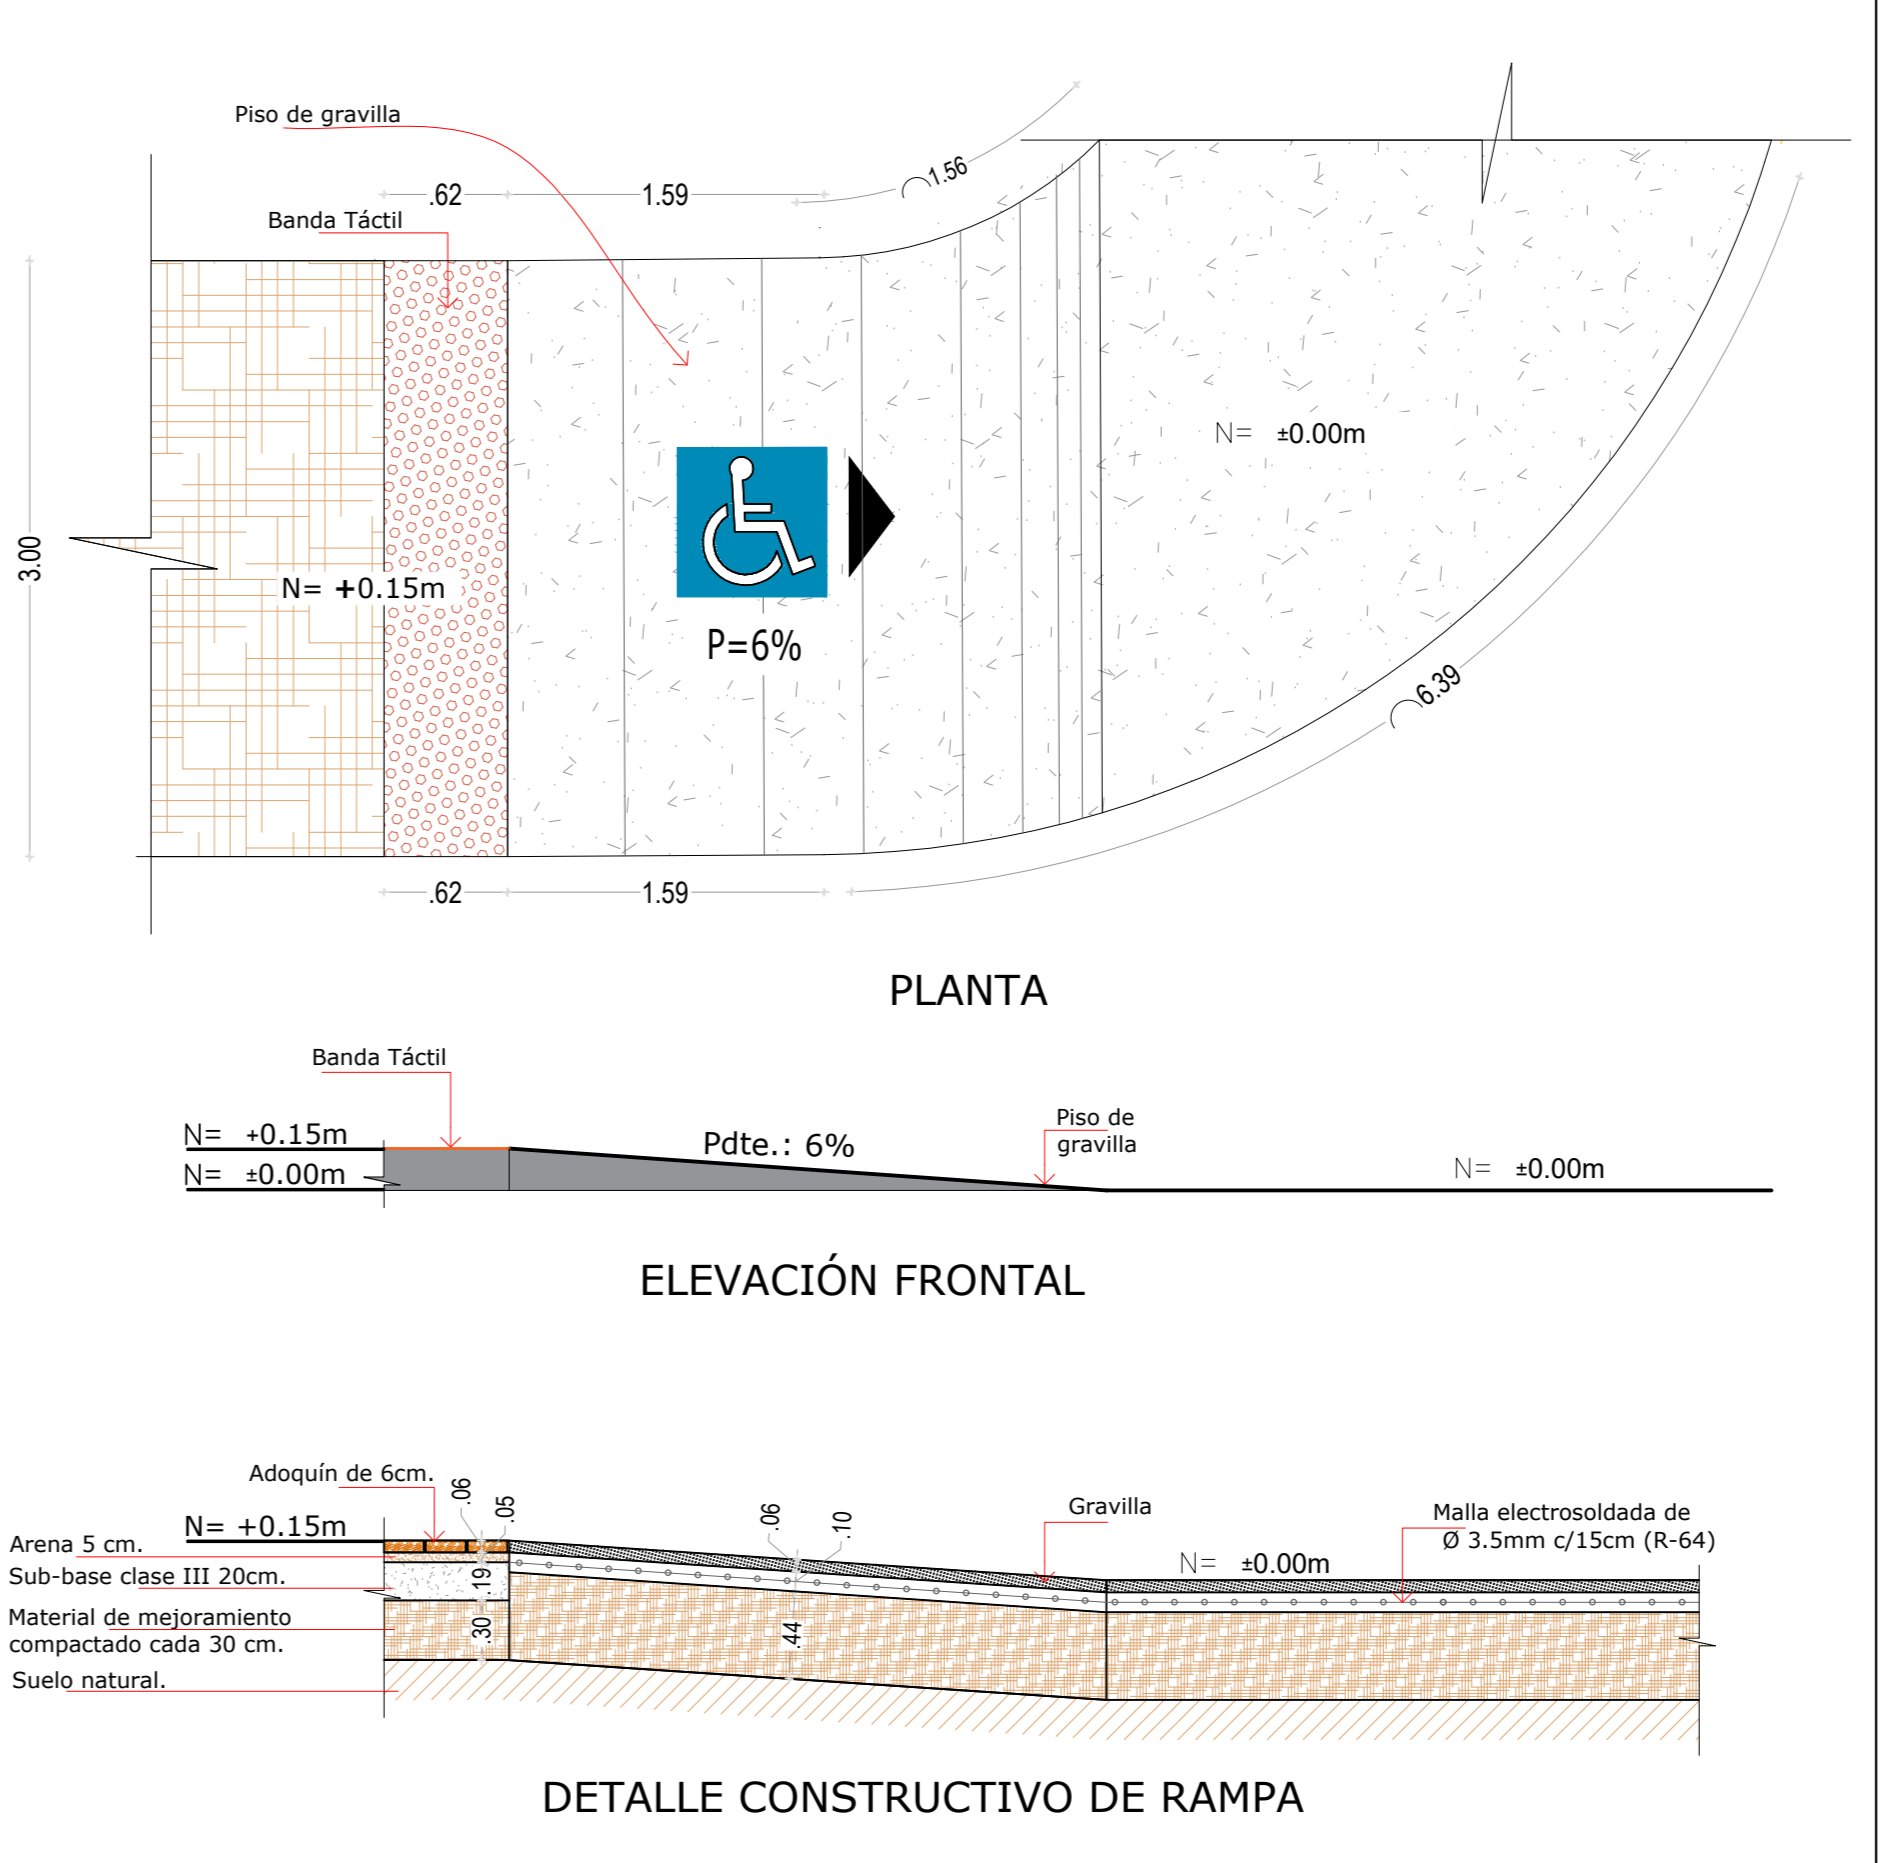 Piso de gravilla
.62
1.59
1.56
Banda Táctil
3.00
N= ±0.00m
N= +0.15m
P=6%
6.39
.62
1.59
PLANTA
Banda Táctil
N= +0.15m
N= ±0.00m
Pdte.: 6%
Piso de
gravilla
N= ±0.00m
ELEVACIÓN FRONTAL
Adoquín de 6cm.
.06
.05
.06
.10
Gravilla
Malla electrosoldada de
Ø 3.5mm c/15cm (R-64)
N= +0.15m
Arena 5 cm.
N= ±0.00m
Sub-base clase III 20cm.
.19
Material de mejoramiento
compactado cada 30 cm.
.30
.44
Suelo natural.
DETALLE CONSTRUCTIVO DE RAMPA